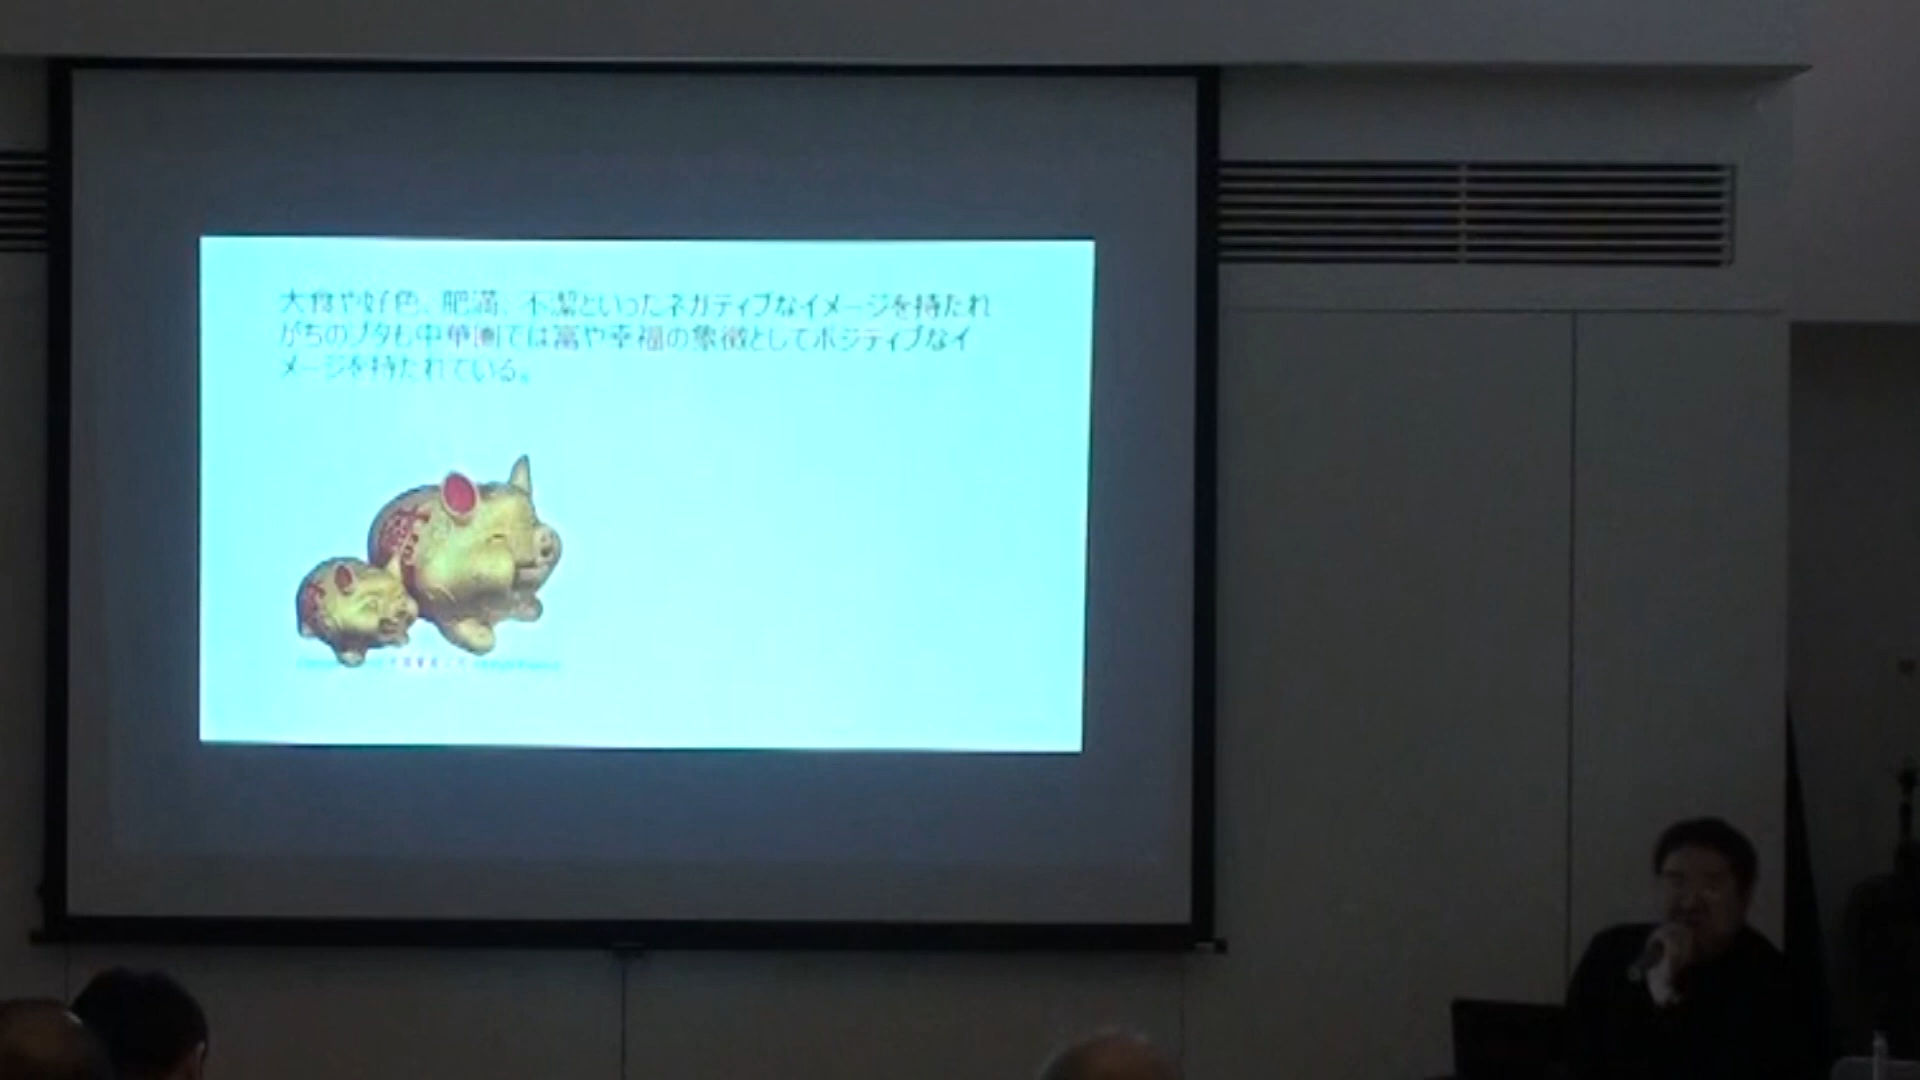 大食や好色、肥満、不潔といったネガティブなイメージを持たれ
がちのブタも中華圏では富や幸福の象徴としてポジティブなイ
メージを持たれている。